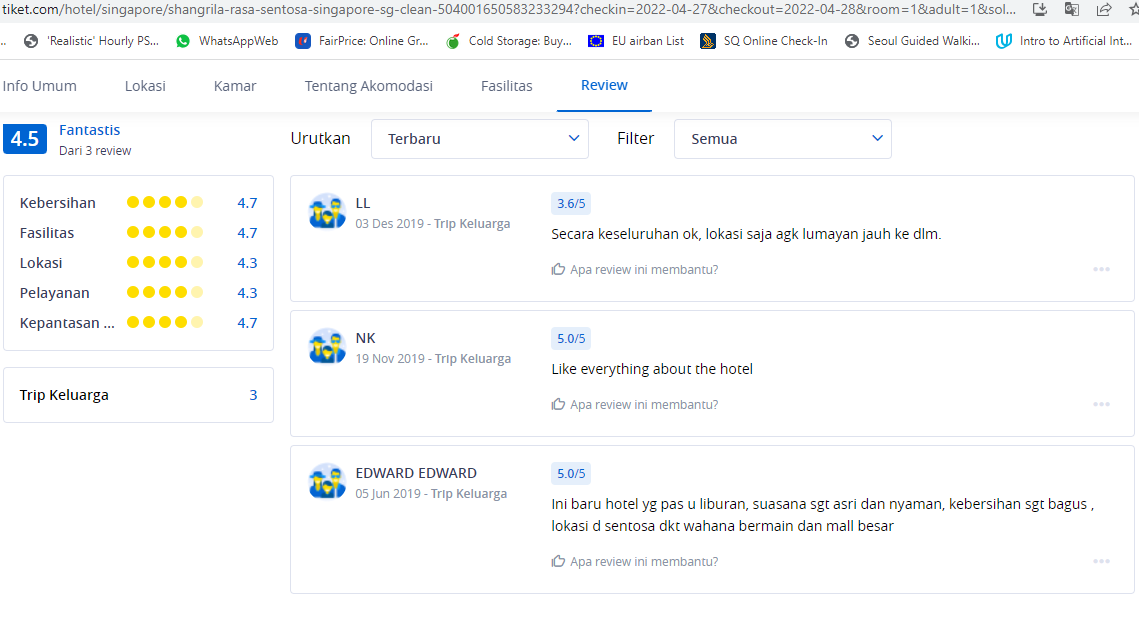 tiket.com/hotel/singapore/shangrila-rasa-sentosa-singapore-sg-clean-504001650583233294?checkin=2022-04-27&checkout=2022-04-28&room=1&adult=1&sol...
'Realistic' Hourly PS... WhatsAppWeb FairPrice: Online Gr... Cold Storage: Buy... EU airban List SQ Online Check-In Seoul Guided Walki... Intro to Artificial Int...
Info Umum Lokasi Kamar Tentang Akomodasi Fasilitas Review
4.5 Fantastis
Dari 3 review
Urutkan Terbaru Filter Semua
Kebersihan 4.7
Fasilitas 4.7
Lokasi 4.3
Pelayanan 4.3
Kepantasan ... 4.7
Trip Keluarga 3
LL
03 Des 2019 - Trip Keluarga
3.6/5
Secara keseluruhan ok, lokasi saja agk lumayan jauh ke dlm.
Apa review ini membantu?
NK
19 Nov 2019 - Trip Keluarga
5.0/5
Like everything about the hotel
Apa review ini membantu?
EDWARD EDWARD
05 Jun 2019 - Trip Keluarga
5.0/5
Ini baru hotel yg pas u liburan, suasana sgt asri dan nyaman, kebersihan sgt bagus ,
lokasi d sentosa dkt wahana bermain dan mall besar
Apa review ini membantu?